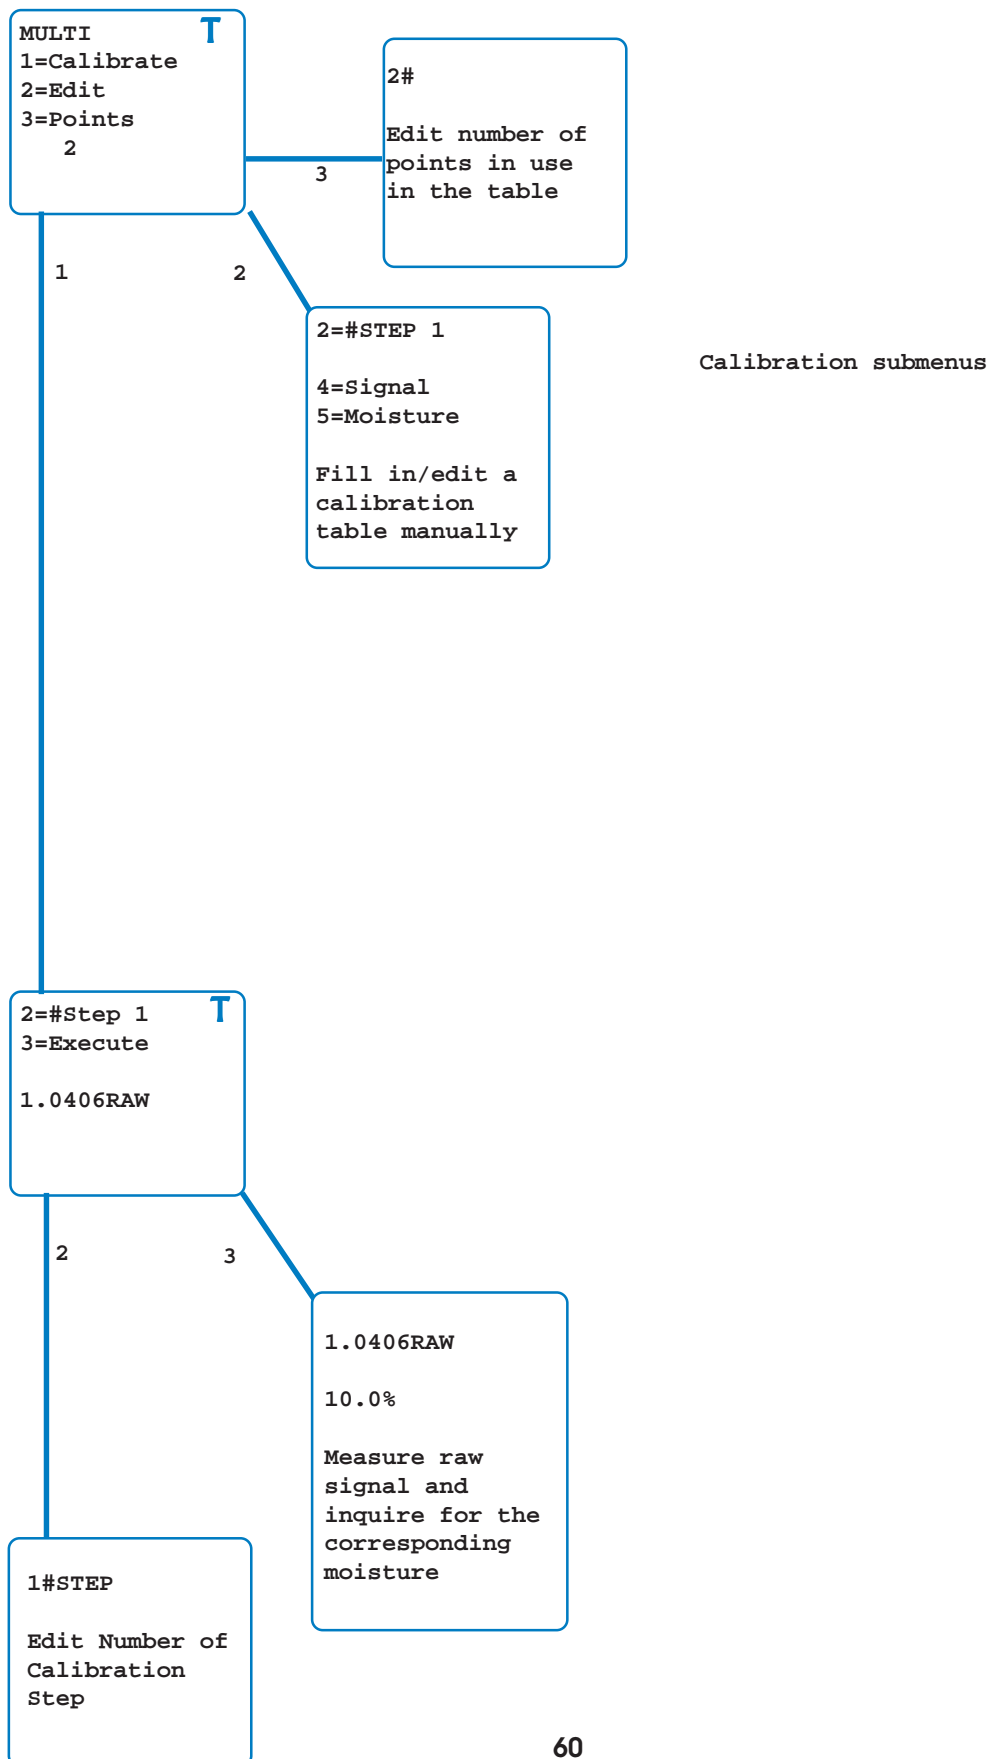 MULTI T
1=Calibrate
2=Edit
3=Points
2
2#
Edit number of
points in use
in the table
3
1
2
2=#STEP 1
4=Signal
5=Moisture
Fill in/edit a
calibration
table manually
Calibration submenus
2=#Step 1 T
3=Execute
1.0406RAW
2
3
1.0406RAW
10.0%
Measure raw
signal and
inquire for the
corresponding
moisture
1#STEP
Edit Number of
Calibration
Step
60